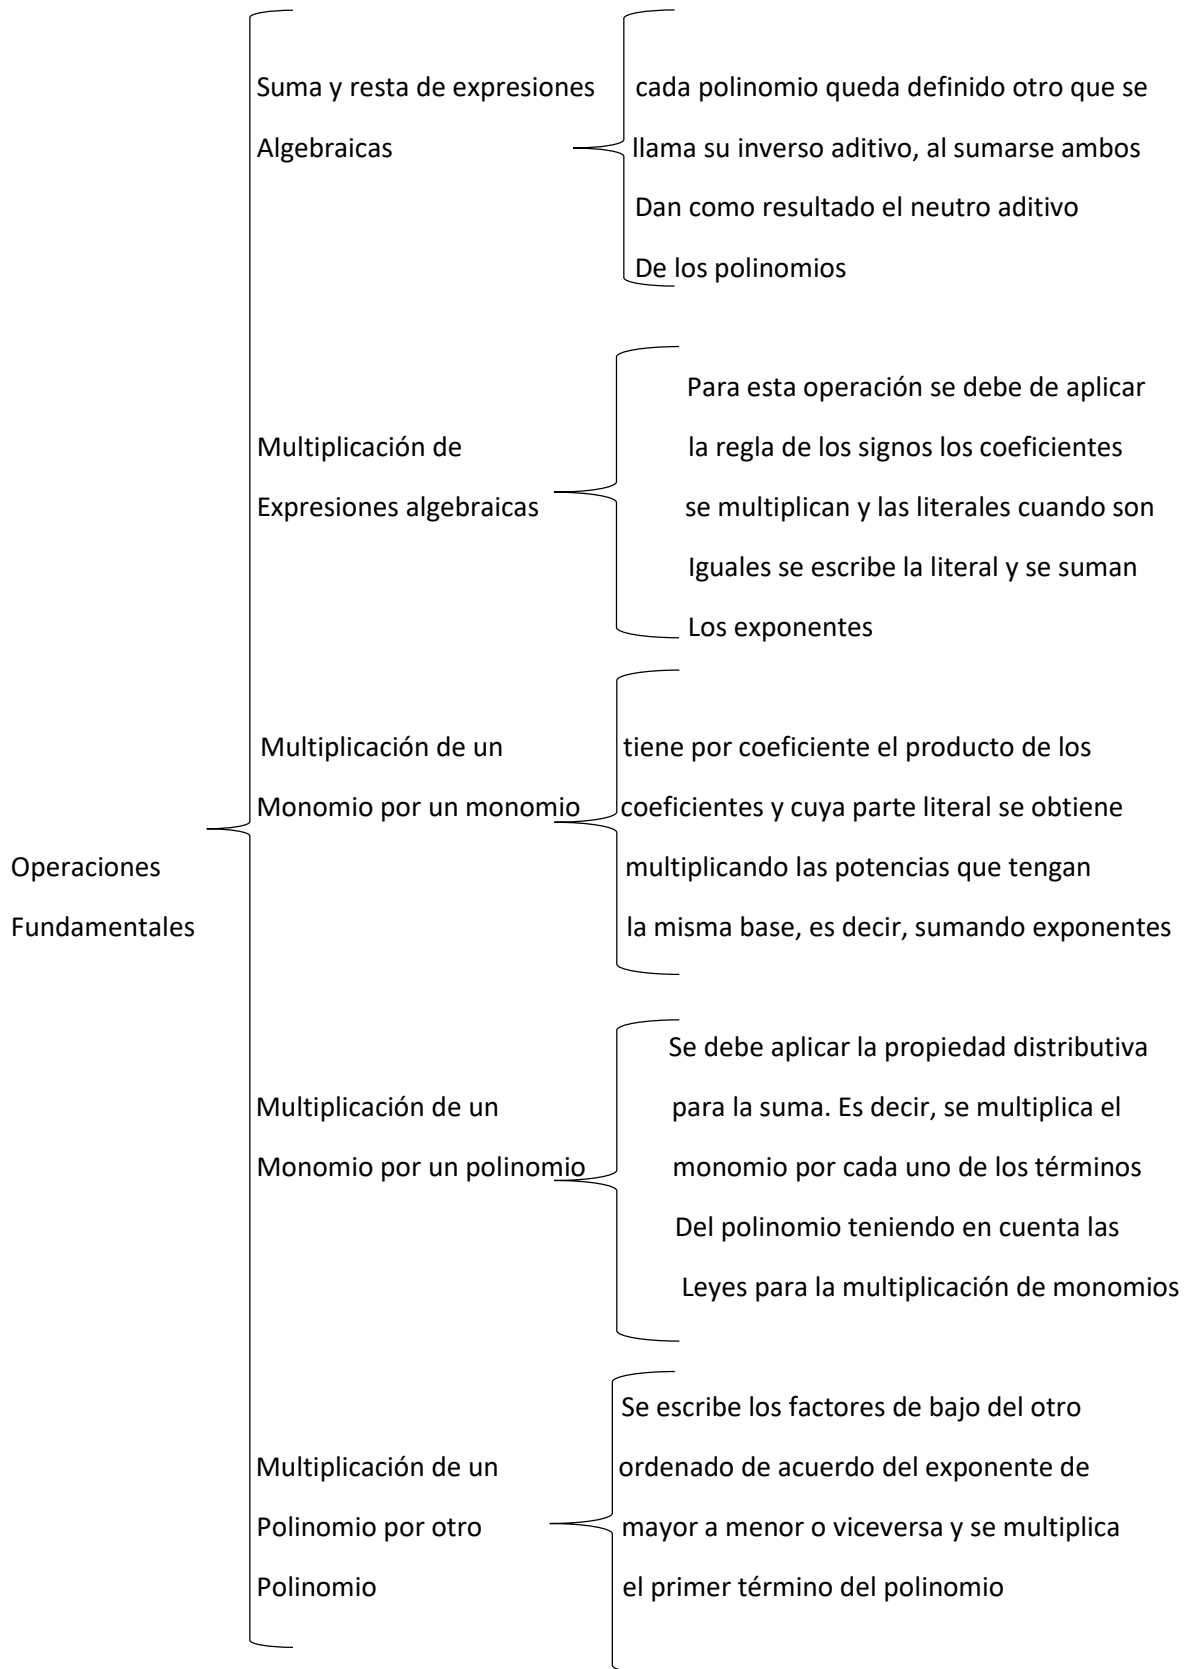 Operaciones
Fundamentales
Suma y resta de expresiones
Algebraicas
cada polinomio queda definido otro que se
llama su inverso aditivo, al sumarse ambos
Dan como resultado el neutro aditivo
De los polinomios
Multiplicación de
Expresiones algebraicas
Para esta operación se debe de aplicar
la regla de los signos los coeficientes
se multiplican y las literales cuando son
Iguales se escribe la literal y se suman
Los exponentes
Multiplicación de un
Monomio por un monomio
tiene por coeficiente el producto de los
coeficientes y cuya parte literal se obtiene
multiplicando las potencias que tengan
la misma base, es decir, sumando exponentes
Multiplicación de un
Monomio por un polinomio
Se debe aplicar la propiedad distributiva
para la suma. Es decir, se multiplica el
monomio por cada uno de los términos
Del polinomio teniendo en cuenta las
Leyes para la multiplicación de monomios
Multiplicación de un
Polinomio por otro
Polinomio
Se escribe los factores de bajo del otro
ordenado de acuerdo del exponente de
mayor a menor o viceversa y se multiplica
el primer término del polinomio